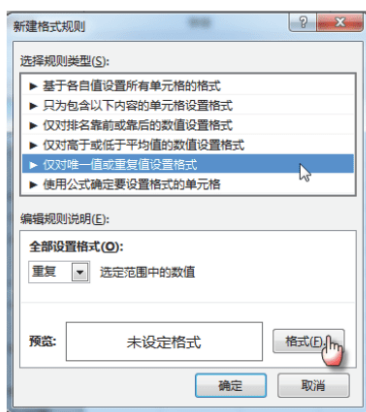 新建格式规则
选择规则类型(S):
► 基于各自值设置所有单元格的格式
► 只为包含以下内容的单元格设置格式
► 仅对排名靠前或靠后的数值设置格式
► 仅对高于或低于平均值的数值设置格式
► 仅对唯一值或重复值设置格式
► 使用公式确定要设置格式的单元格
编辑规则说明(E):
全部设置格式(O):
重复 选定范围中的数值
预览: 未设定格式 格式(F)
确定 取消